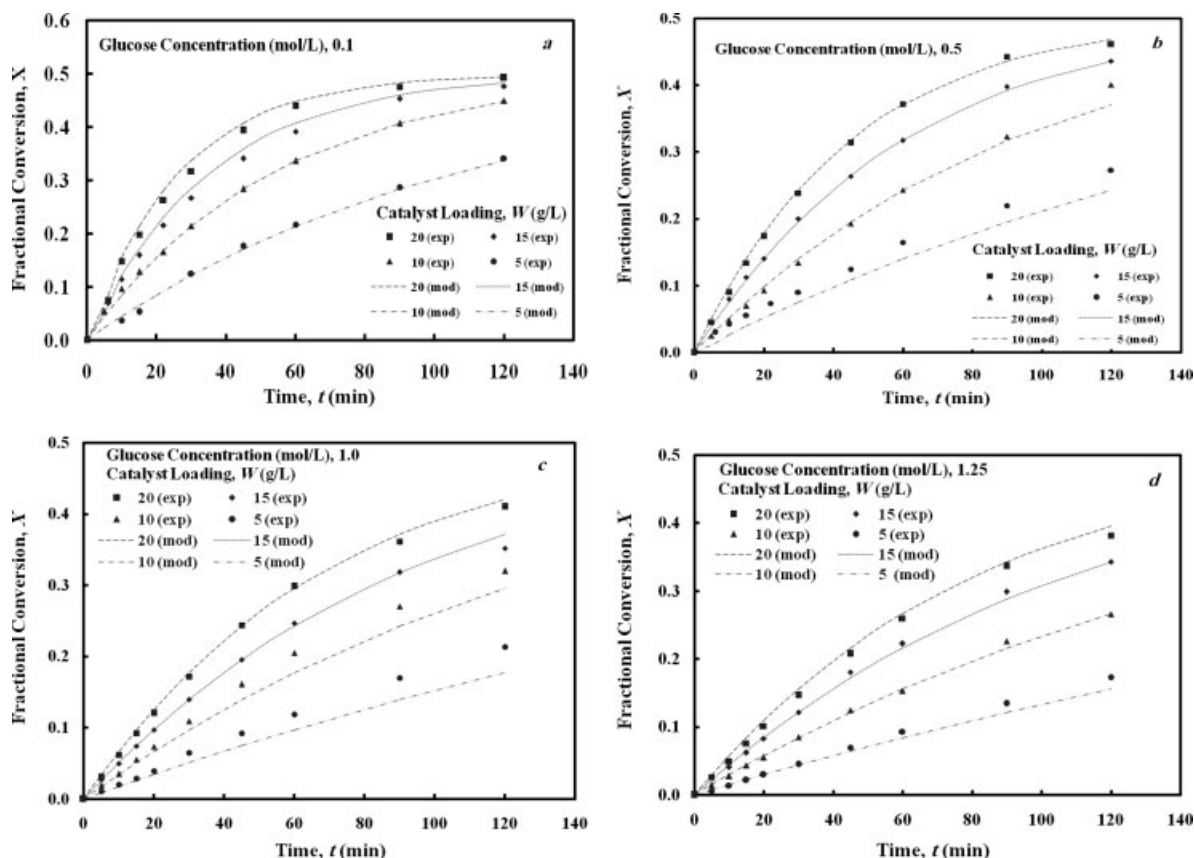 Glucose Concentration (mol/L), 0.1
a
Fractional Conversion, X
0.6
0.5
0.4
0.3
0.2
0.1
0.0
Catalyst Loading, W (g/L)
20 (exp) 15 (exp)
10 (exp) 5 (exp)
20 (mod) 15 (mod)
10 (mod) 5 (mod)
0 20 40 60 80 100 120 140
Time, t (min)
Glucose Concentration (mol/L), 0.5
b
Fractional Conversion, X
0.5
0.4
0.3
0.2
0.1
0.0
Catalyst Loading, W (g/L)
20 (exp) 15 (exp)
10 (exp) 5 (exp)
20 (mod) 15 (mod)
10 (mod) 5 (mod)
0 20 40 60 80 100 120 140
Time, t (min)
Glucose Concentration (mol/L), 1.0
c
Catalyst Loading, W (g/L)
20 (exp) 15 (exp)
10 (exp) 5 (exp)
20 (mod) 15 (mod)
10 (mod) 5 (mod)
Fractional Conversion, X
0.5
0.4
0.3
0.2
0.1
0.0
0 20 40 60 80 100 120 140
Time, t (min)
Glucose Concentration (mol/L), 1.25
d
Catalyst Loading, W (g/L)
20 (exp) 15 (exp)
10 (exp) 5 (exp)
20 (mod) 15 (mod)
10 (mod) 5 (mod)
Fractional Conversion, X
0.5
0.4
0.3
0.2
0.1
0.0
0 20 40 60 80 100 120 140
Time, t (min)